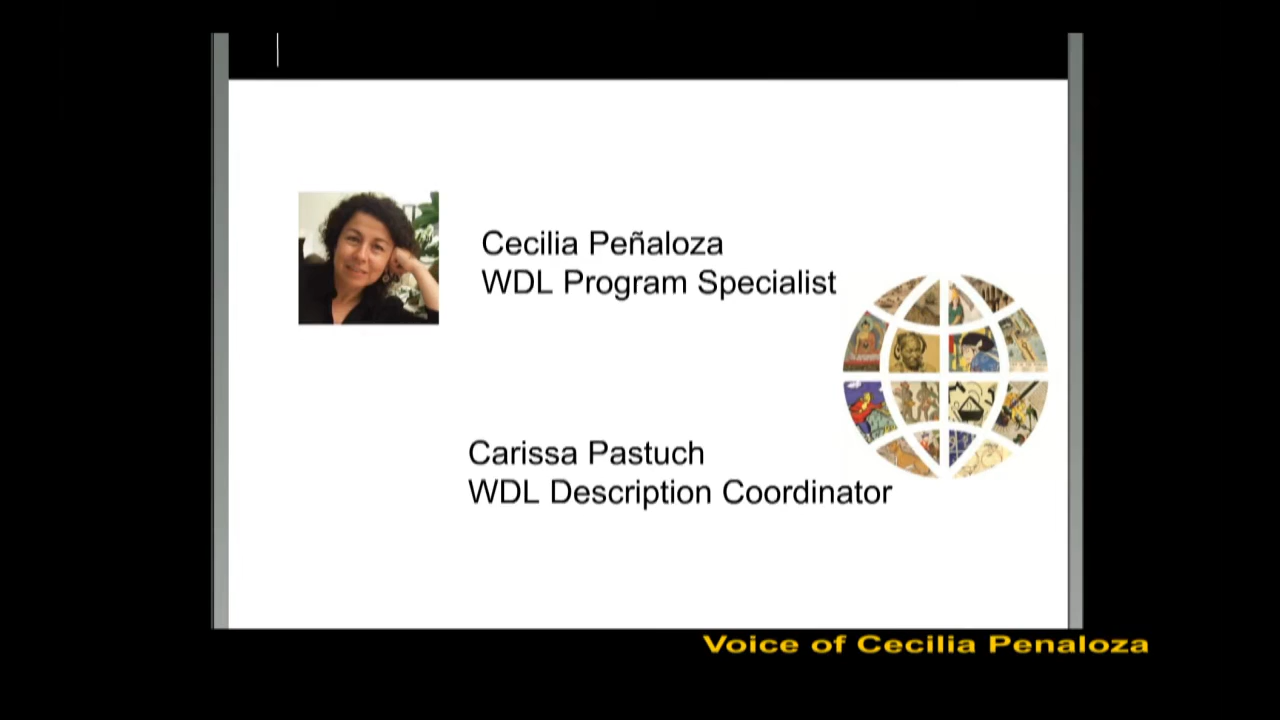 Cecilia Peñaloza
WDL Program Specialist
Carissa Pastuch
WDL Description Coordinator
Voice of Cecilia Penaloza